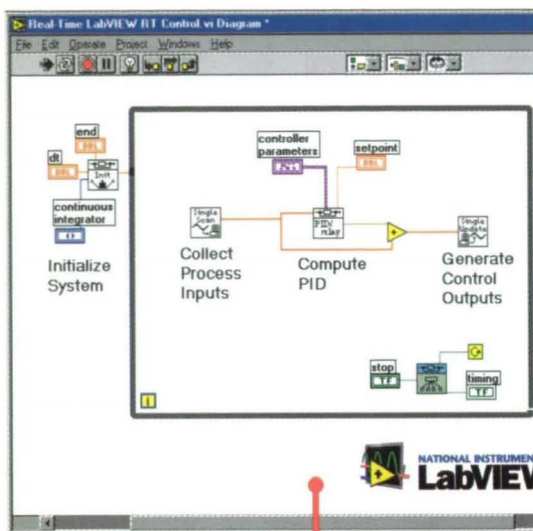 Real-Time LabVIEW RT Control.vi Diagram *
File Edit Operate Project Windows Help
end
DBL
dt
DBL
Init
continuous
integrator
Initialize
System
controller
parameters
setpoint
DBL
Single
Scan
PID
relay
Single
Update
Collect
Process
Inputs
Compute
PID
Generate
Control
Outputs
stop
TF
timing
TF
i
NATIONAL INSTRUMEN
LabVIEW